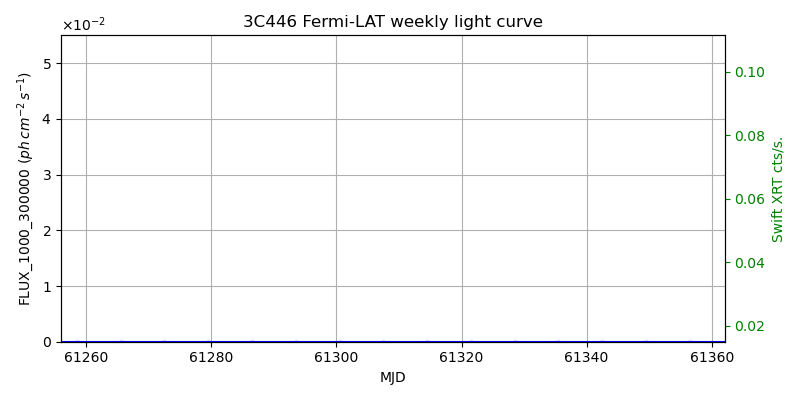 3C446 Fermi-LAT weekly light curve
×10⁻²
FLUX_1000_300000 (ph cm⁻² s⁻¹)
5
4
3
2
1
0
0.10
0.08
0.06
0.04
0.02
Swift XRT cts/s.
61260 61280 61300 61320 61340 61360
MJD